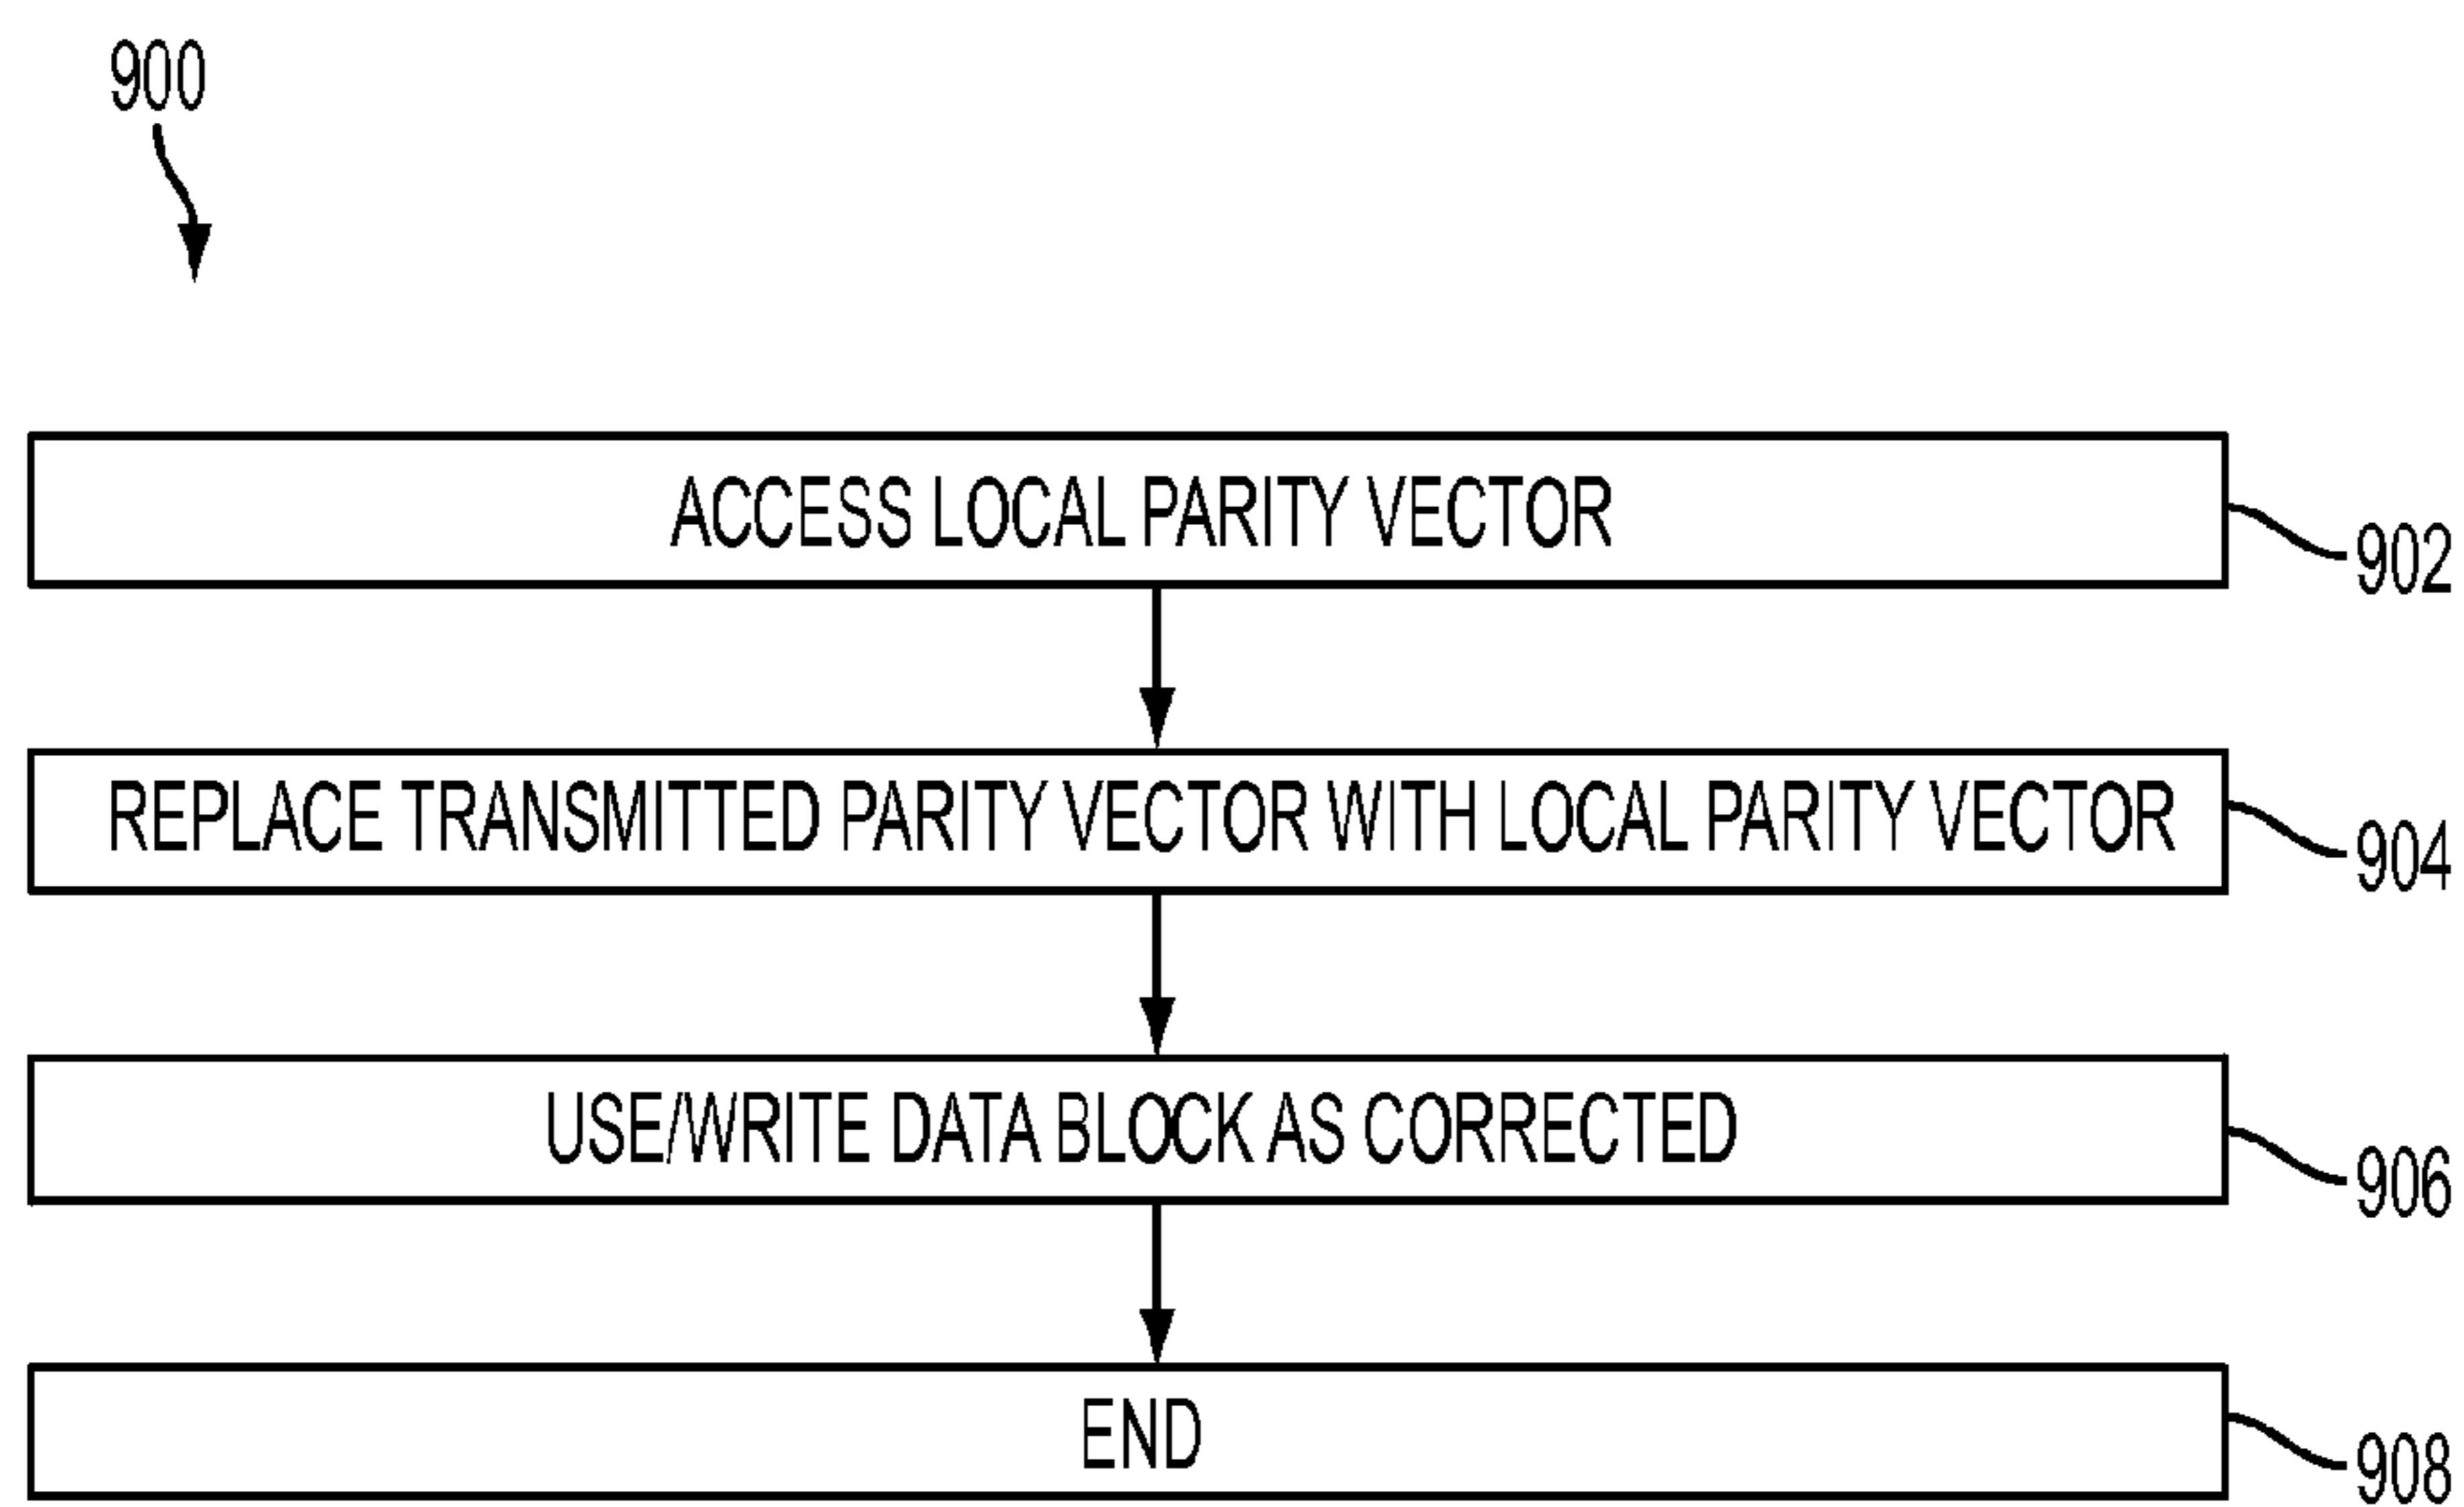 900
ACCESS LOCAL PARITY VECTOR
902
REPLACE TRANSMITTED PARITY VECTOR WITH LOCAL PARITY VECTOR
904
USE/WRITE DATA BLOCK AS CORRECTED
906
END
908